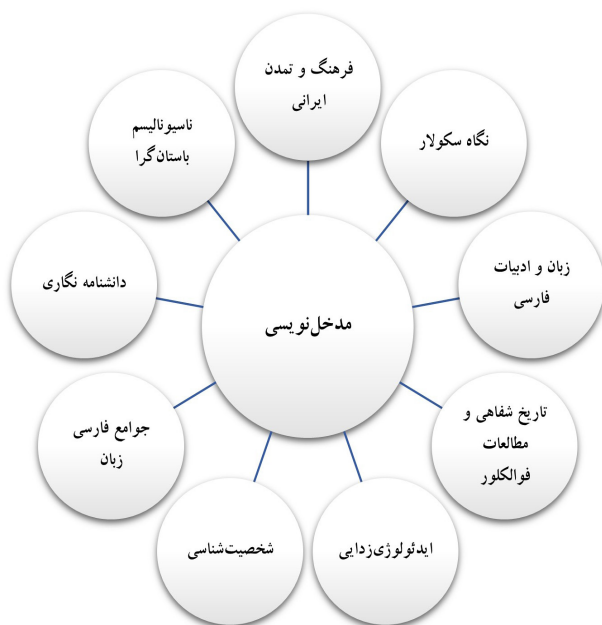 فرهنگ و تمدن
ایرانی
نگاه سکولار
زبان و ادبیات
فارسی
تاریخ شفاهی و
مطالعات
فوالکلور
ایدئولوژی‌زدایی
شخصیت‌شناسی
جوامع فارسی
زبان
دانشنامه نگاری
ناسیونالیسم
باستان‌گرا
مدخل‌نویسی